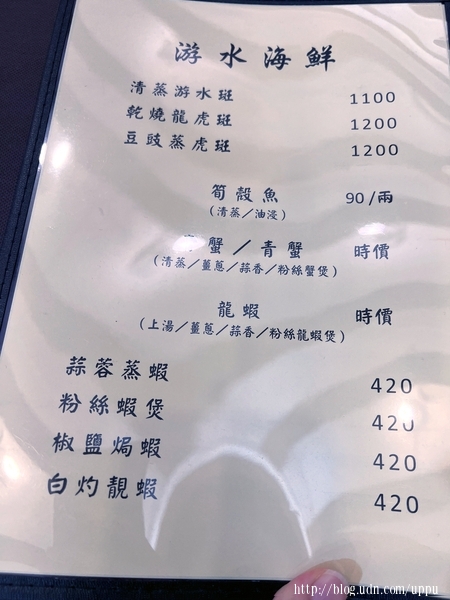 游水海鮮
清蒸游水斑 1100
乾燒龍虎斑 1200
豆豉蒸虎斑 1200
筍殼魚 90/兩
(清蒸/油浸)
蟹/青蟹 時價
(清蒸/薑蔥/蒜香/粉絲蟹煲)
龍蝦 時價
(上湯/薑蔥/蒜香/粉絲龍蝦煲)
蒜蓉蒸蝦 420
粉絲蝦煲 420
椒鹽焗蝦 420
白灼靚蝦 420
http://blog.udn.com/uppu